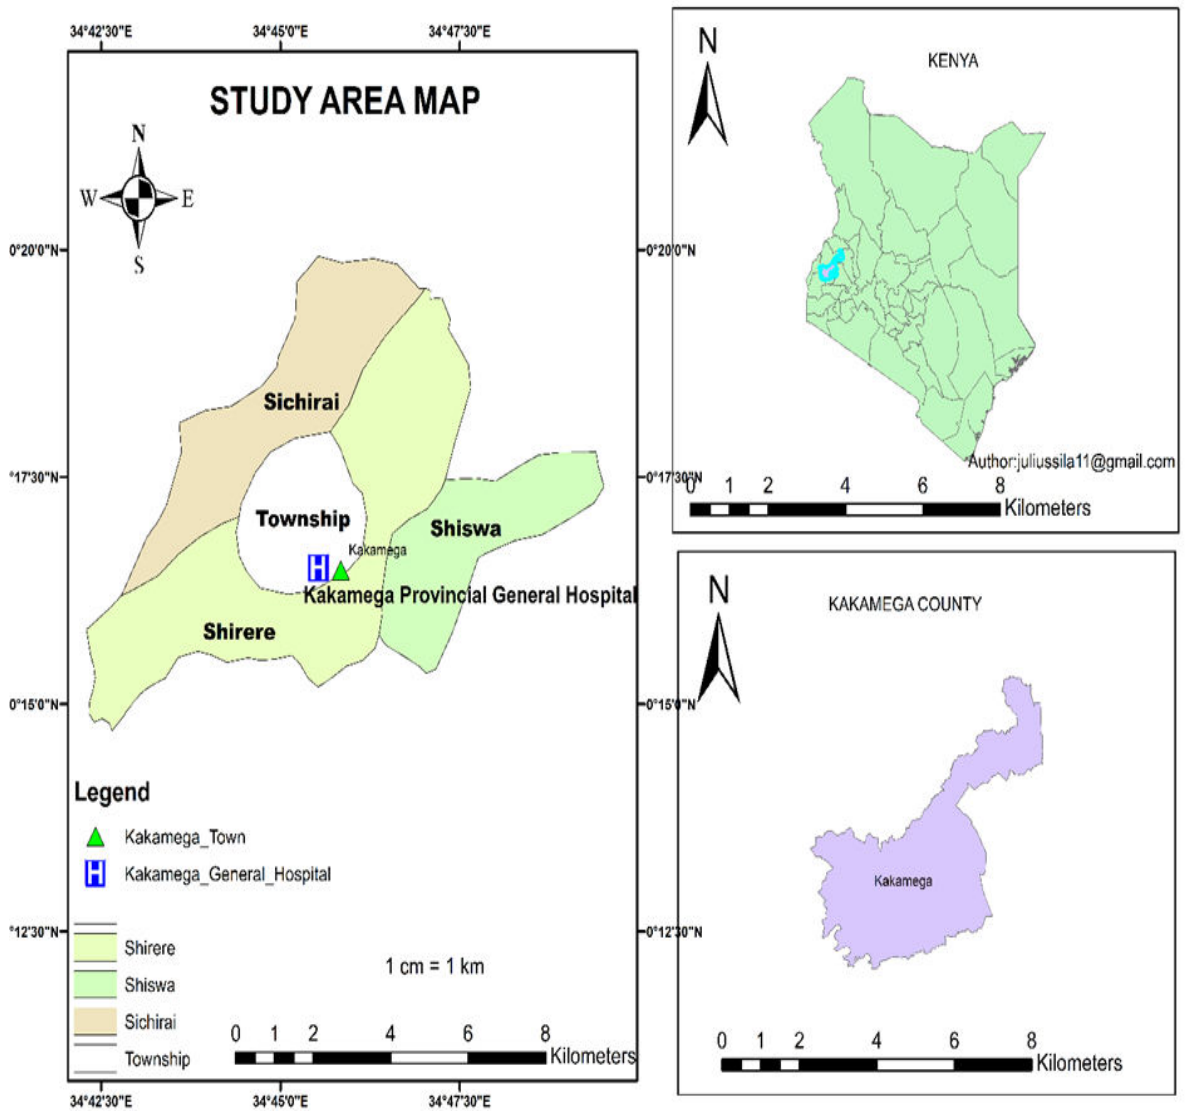 34°42'30"E 34°45'0"E 34°47'30"E
STUDY AREA MAP
N
W E
S
0°20'0"N
°17'30"N
0°15'0"N
°12'30"N
Sichirai
Township
Kakamega
Shiswa
H
Kakamega Provincial General Hospital
Shirere
Legend
Kakamega_Town
H Kakamega_General_Hospital
Shirere
Shiswa
Sichirai
Township
1 cm = 1 km
0 1 2 4 6 8
Kilometers
34°42'30"E 34°45'0"E 34°47'30"E
0°20'0"N
0°17'30"N
0°15'0"N
0°12'30"N
N
KENYA
Author:juliussila11@gmail.com
0 1 2 4 6 8
Kilometers
N
KAKAMEGA COUNTY
Kakamega
0 1 2 4 6 8
Kilometers